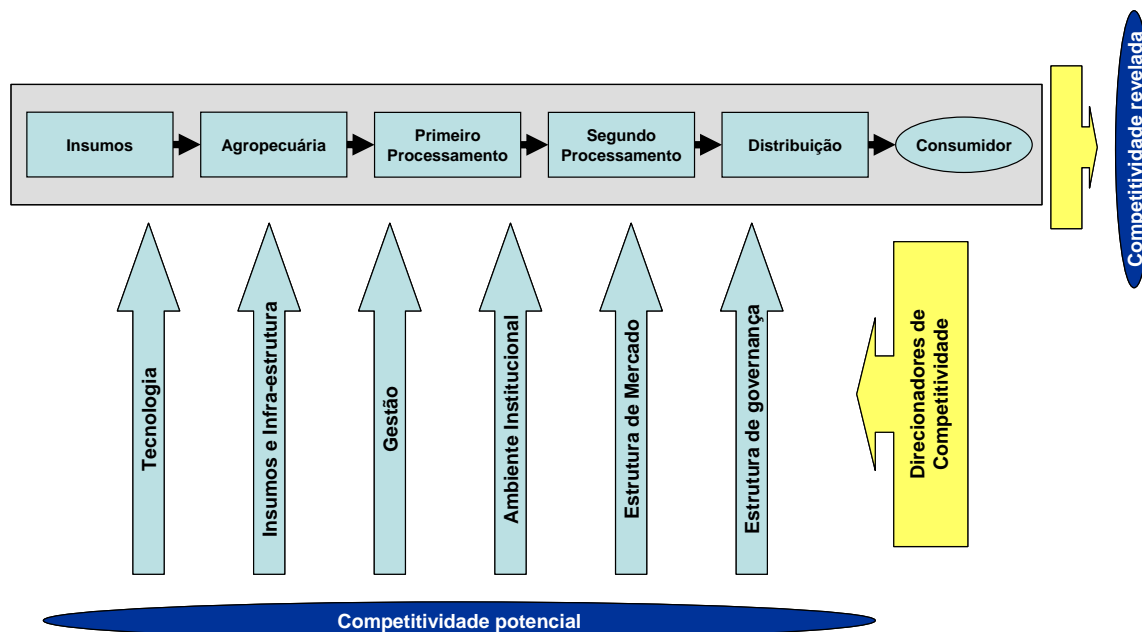 Insumos
Agropecuária
Primeiro
Processamento
Segundo
Processamento
Distribuição
Consumidor
Competitividade revelada
Tecnologia
Insumos e Infra-estrutura
Gestão
Ambiente Institucional
Estrutura de Mercado
Estrutura de governança
Direcionadores de
Competitividade
Competitividade potencial